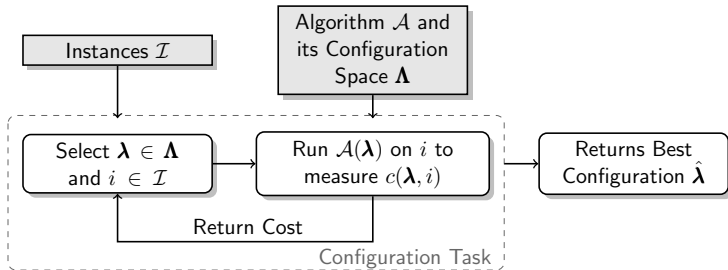 Instances ℐ
Algorithm 𝒜 and
its Configuration
Space 𝚲
Select 𝝀 ∈ 𝚲
and i ∈ ℐ
Run 𝒜(𝝀) on i to
measure c(𝝀, i)
Returns Best
Configuration 𝝀̂
Return Cost
Configuration Task